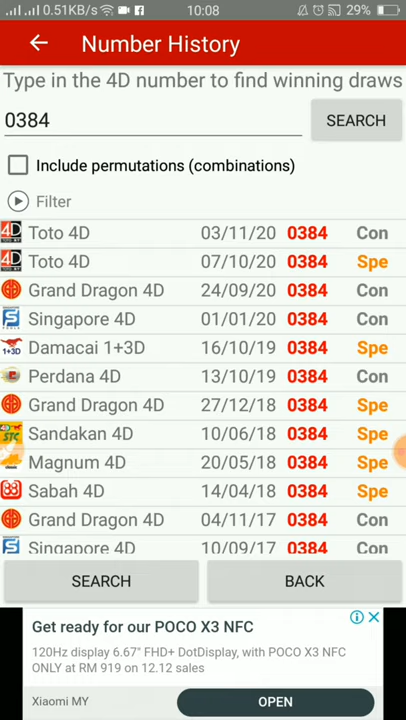 0.51KB/s 10:08 29%
Number History
Type in the 4D number to find winning draws
0384 SEARCH
Include permutations (combinations)
Filter
Toto 4D 03/11/20 0384 Con
Toto 4D 07/10/20 0384 Spe
Grand Dragon 4D 24/09/20 0384 Con
Singapore 4D 01/01/20 0384 Con
1+3D Damacai 1+3D 16/10/19 0384 Spe
Perdana 4D 13/10/19 0384 Con
Grand Dragon 4D 27/12/18 0384 Spe
STC Sandakan 4D 10/06/18 0384 Spe
Magnum 4D 20/05/18 0384 Spe
88 Sabah 4D 14/04/18 0384 Spe
Grand Dragon 4D 04/11/17 0384 Con
Singapore 4D 10/09/17 0384 Con
SEARCH BACK
Get ready for our POCO X3 NFC
120Hz display 6.67" FHD+ DotDisplay, with POCO X3 NFC
ONLY at RM 919 on 12.12 sales
Xiaomi MY OPEN